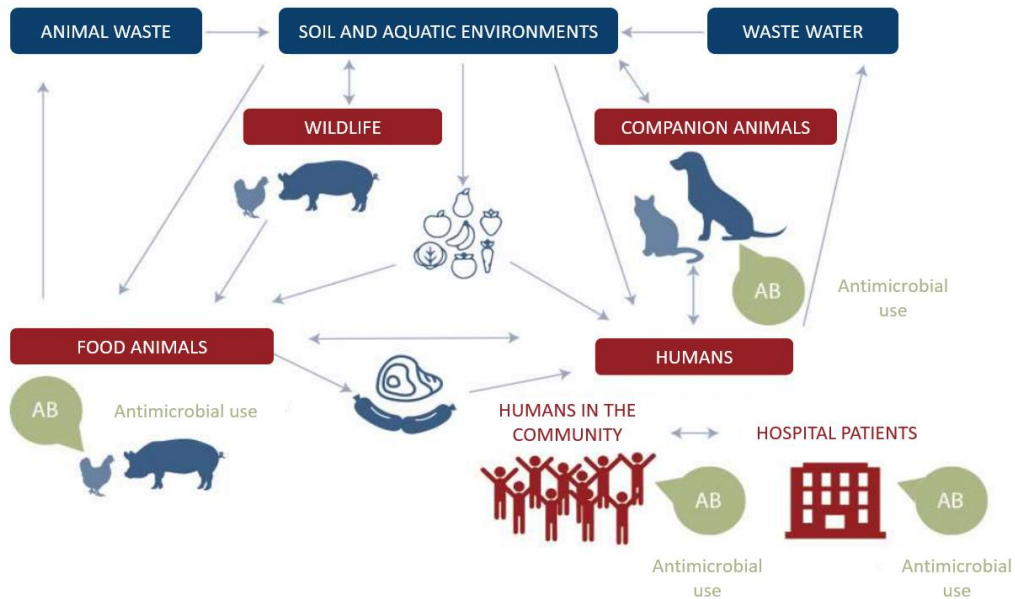 ANIMAL WASTE
SOIL AND AQUATIC ENVIRONMENTS
WASTE WATER
WILDLIFE
COMPANION ANIMALS
AB
Antimicrobial
use
FOOD ANIMALS
HUMANS
AB
Antimicrobial use
HUMANS IN THE
COMMUNITY
HOSPITAL PATIENTS
AB
AB
Antimicrobial
use
Antimicrobial
use